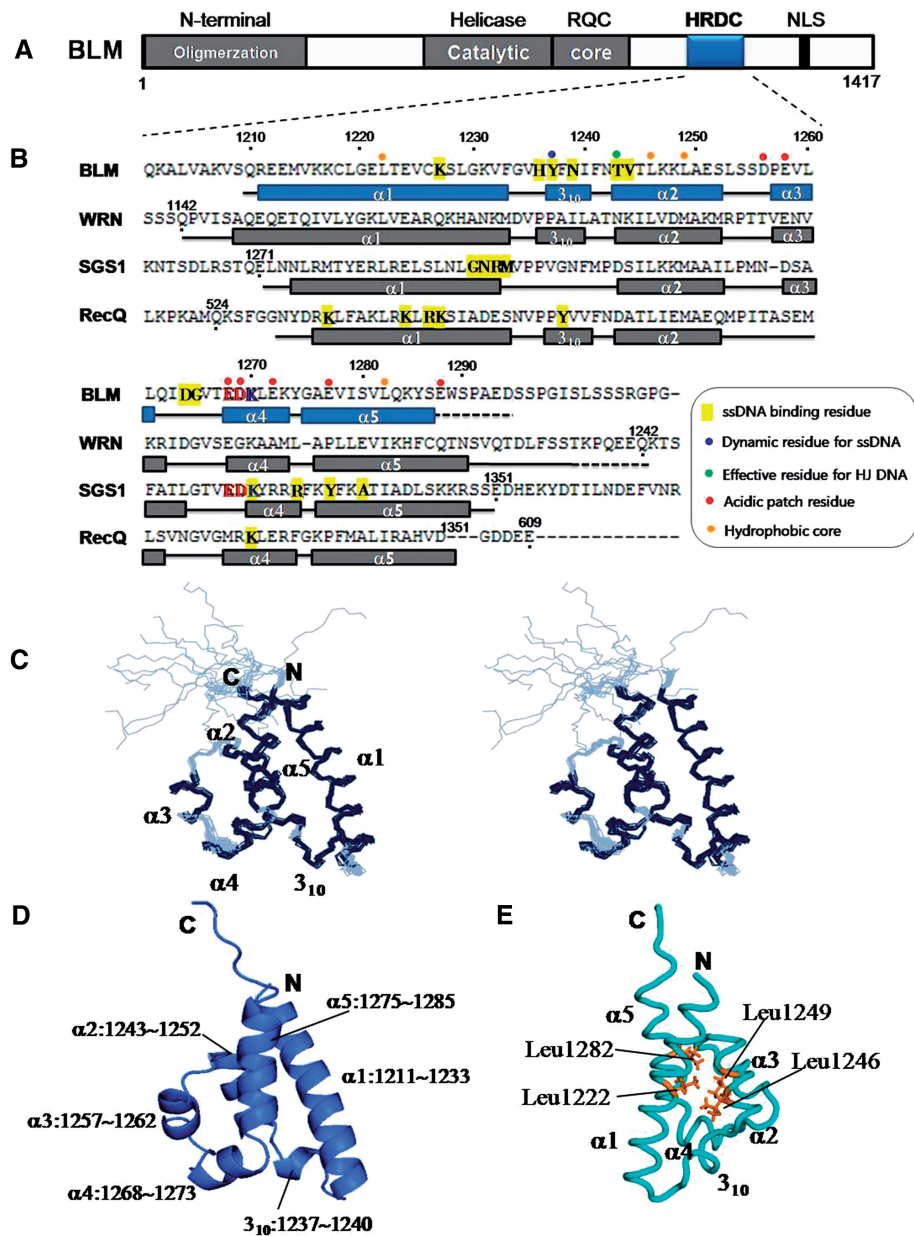 A
BLM
N-terminal
Helicase
RQC
HRDC
NLS
Oligmerzation
Catalytic
core
1
1417
B
1210 1220 1230 1240 1250 1260
BLM QKALVAKVSQREEMVKKCLGELTEVCKSLGKVFGVHYFNIFNTVTLKKLAESLSSDPEVL
α1 3₁₀ α2 α3
1142
WRN SSSQPVISAQEQETQIVLYGKLVEARQKHANKMDVPPAILATNKILVDMAKMRPTTVENV
α1 3₁₀ α2 α3
1271
SGS1 KNTSDLRSTQELNNLRMTYERLRELSLNLGNRMVPPVGNFMPDSILKKMAAILPMN-DSA
α1 α2 α3
524
RecQ LKPKAMQKSFGGNYDRKLFAKLRKLRKSIADESNVPPYVVFNDATLIEMAEQMPITASEM
α1 3₁₀ α2
1270 1280 1290
BLM LQIDGVTEDKLEKYGAEVISVLQKYSEWSPAEDSSPGISLSSSRGPG-
α4 α5
1242
WRN KRIDGVSEGKAAML-APLLEVIKHFCQTNSVQTDLFSSTKPQEEQKTS
α4 α5
1351
SGS1 FATLGTVEDKYRRRFKYFKATIADLSKKRSSEDHEKYDTILNDEFVNR
α4 α5
1351 609
RecQ LSVNGVGMRKLERFGKPFMALIRAHVD---GDDEE
α4 α5
ssDNA binding residue
Dynamic residue for ssDNA
Effective residue for HJ DNA
Acidic patch residue
Hydrophobic core
C
C
N
α2
α5
α1
α3
α4
3₁₀
D
C
N
α5:1275~1285
α2:1243~1252
α1:1211~1233
α3:1257~1262
α4:1268~1273
3₁₀:1237~1240
E
C
N
α5
Leu1249
Leu1282
α3
Leu1246
Leu1222
α1
α4
α2
3₁₀